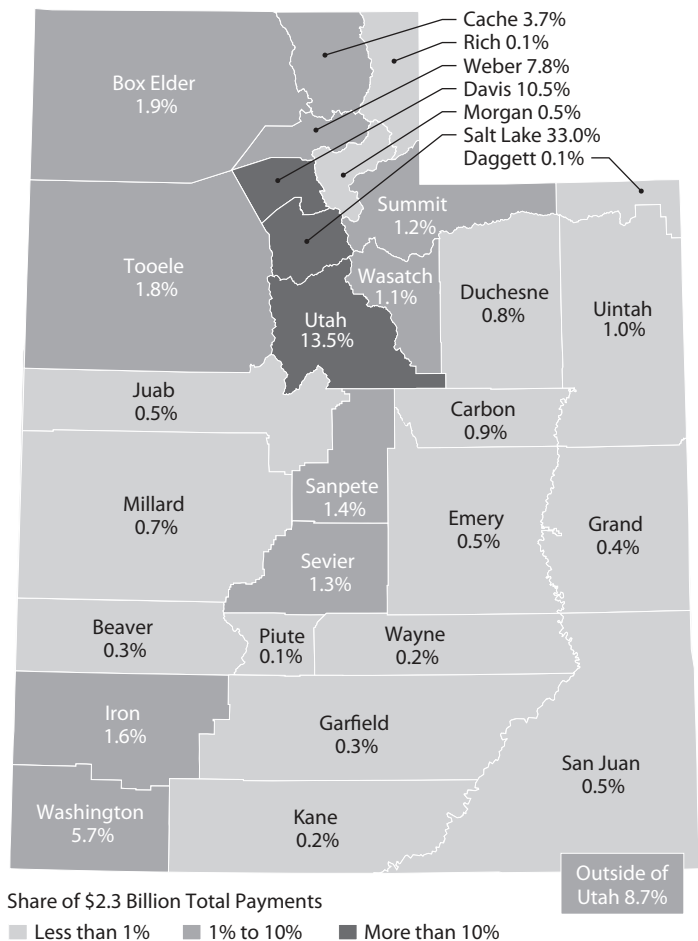 Cache 3.7%
Rich 0.1%
Weber 7.8%
Davis 10.5%
Morgan 0.5%
Salt Lake 33.0%
Daggett 0.1%
Box Elder
1.9%
Summit
1.2%
Tooele
1.8%
Wasatch
1.1%
Duchesne
0.8%
Uintah
1.0%
Utah
13.5%
Juab
0.5%
Carbon
0.9%
Sanpete
1.4%
Millard
0.7%
Emery
0.5%
Grand
0.4%
Sevier
1.3%
Beaver
0.3%
Piute
0.1%
Wayne
0.2%
Iron
1.6%
Garfield
0.3%
San Juan
0.5%
Washington
5.7%
Kane
0.2%
Outside of
Utah 8.7%
Share of $2.3 Billion Total Payments
Less than 1% 1% to 10% More than 10%